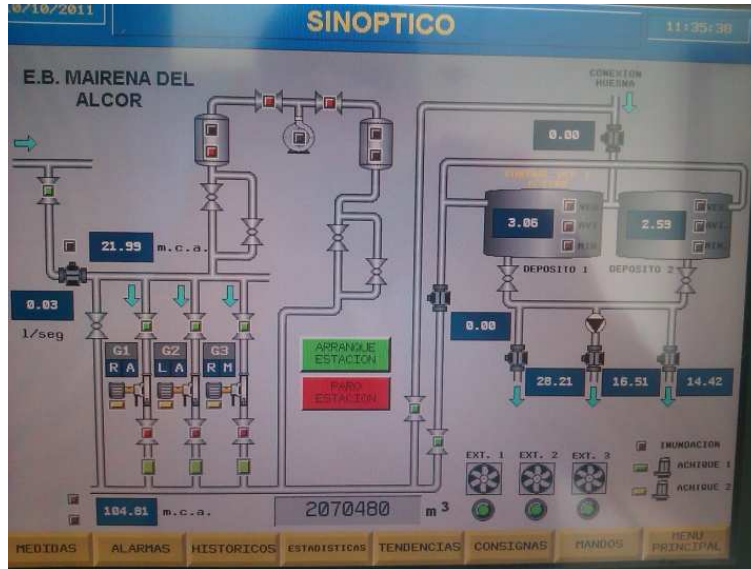 0/10/2011
SINOPTICO
11:35:38
E.B. MAIRENA DEL
ALCOR
CONEXION
HUESNA
0.00
3.06
2.59
REB.
AVI.
MIN.
DEPOSITO 1
DEPOSITO 2
21.99 m.c.a.
0.03
l/seg
G1
G2
G3
R A
L A
R M
ARRANQUE
ESTACION
PARO
ESTACION
0.00
28.21
16.51
14.42
INUNDACION
EXT. 1
EXT. 2
EXT. 3
ACHIQUE 1
ACHIQUE 2
104.81 m.c.a.
2070480 m3
MEDIDAS
ALARMAS
HISTORICOS
ESTADISTICAS
TENDENCIAS
CONSIGNAS
MANDOS
MENU
PRINCIPAL